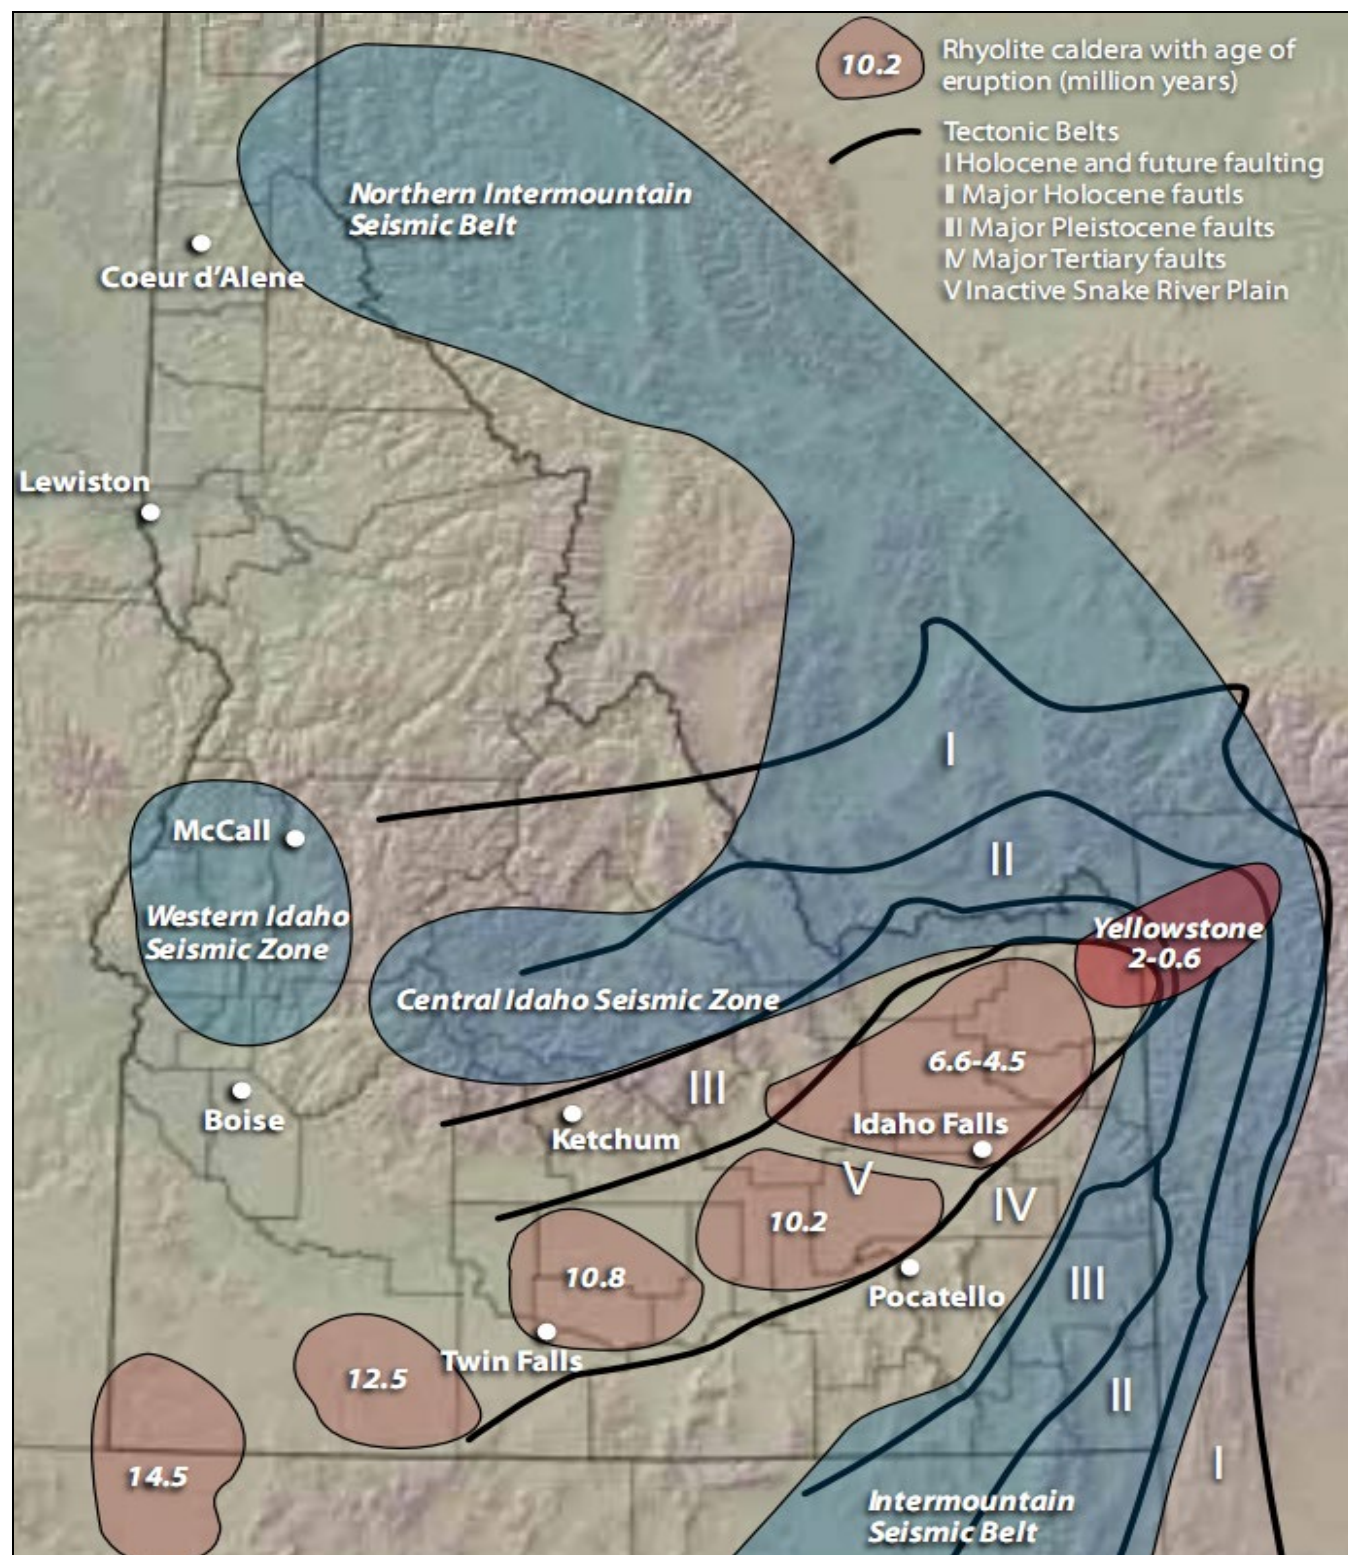 10.2
Rhyolite caldera with age of
eruption (million years)
Tectonic Belts
I Holocene and future faulting
II Major Holocene fautls
III Major Pleistocene faults
IV Major Tertiary faults
V Inactive Snake River Plain
Northern Intermountain
Seismic Belt
Coeur d'Alene
Lewiston
I
McCall
II
Western Idaho
Seismic Zone
Yellowstone
2-0.6
Central Idaho Seismic Zone
6.6-4.5
III
Boise
Ketchum
Idaho Falls
V
IV
10.2
10.8
Pocatello
III
Twin Falls
12.5
II
I
14.5
Intermountain
Seismic Belt